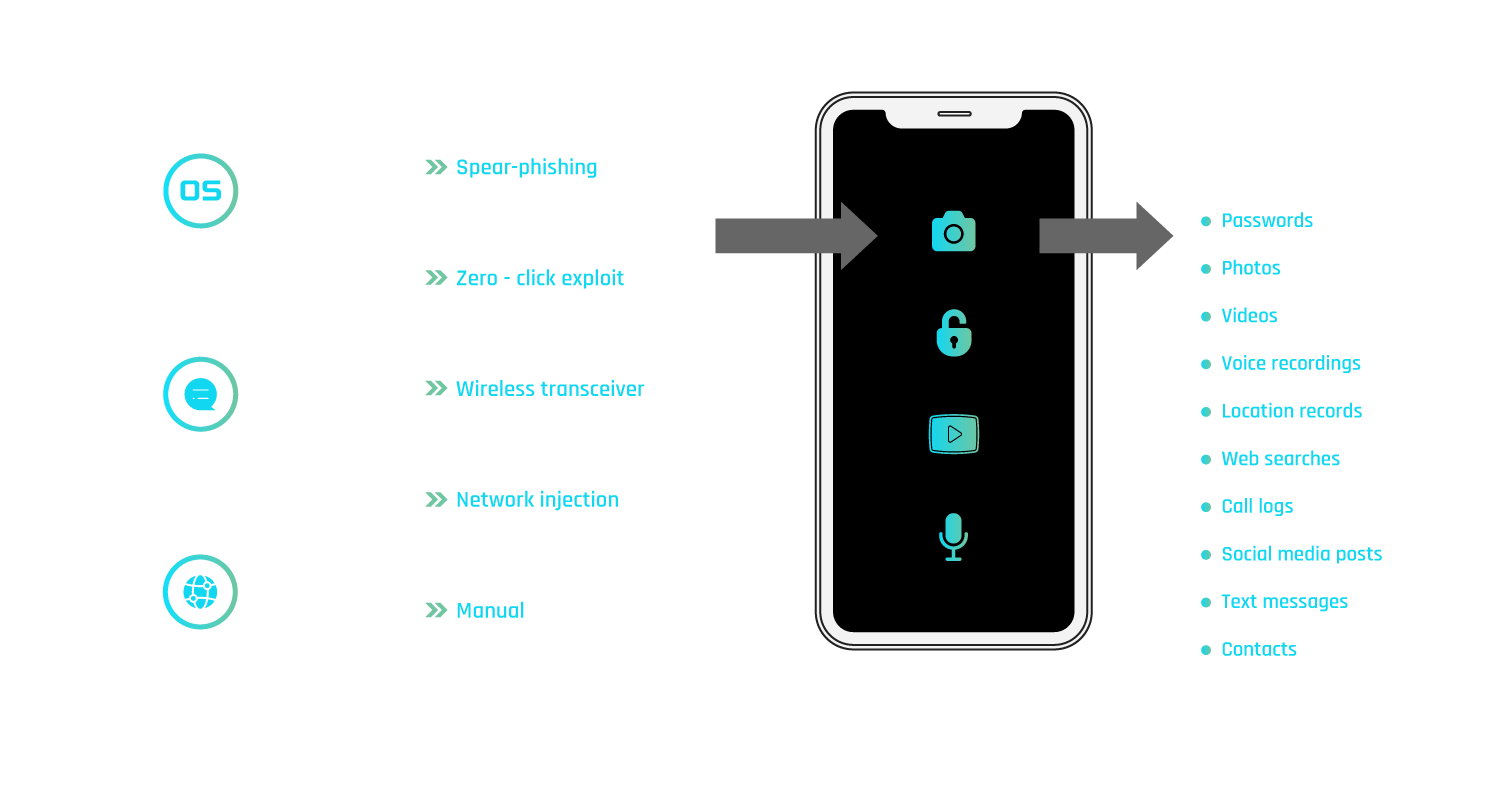 OS
Spear-phishing
Zero - click exploit
Wireless transceiver
Network injection
Manual
Passwords
Photos
Videos
Voice recordings
Location records
Web searches
Call logs
Social media posts
Text messages
Contacts